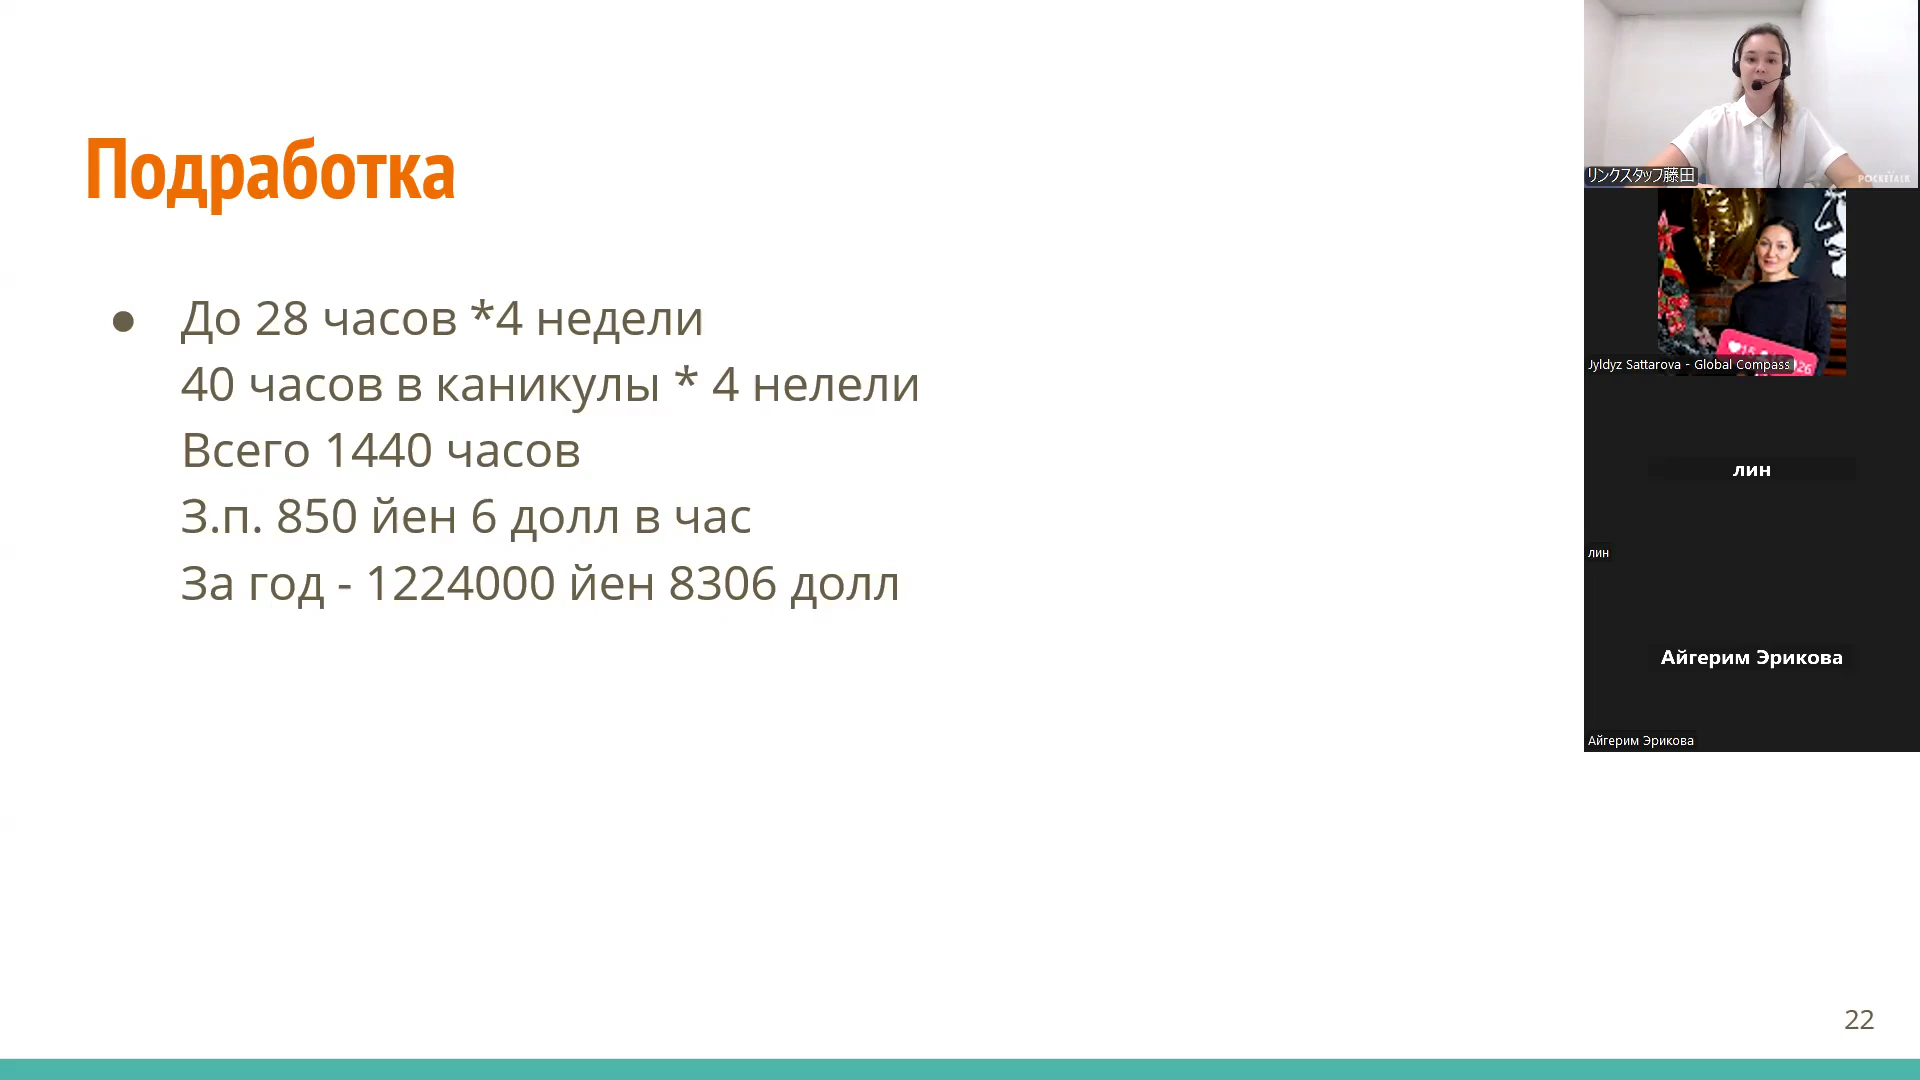 Подработка
● До 28 часов *4 недели
40 часов в каникулы * 4 нелели
Всего 1440 часов
З.п. 850 йен 6 долл в час
За год - 1224000 йен 8306 долл
22
リンクスタッフ藤田
POCKETALK
Jyldyz Sattarova - Global Compass
лин
лин
Айгерим Эрикова
Айгерим Эрикова